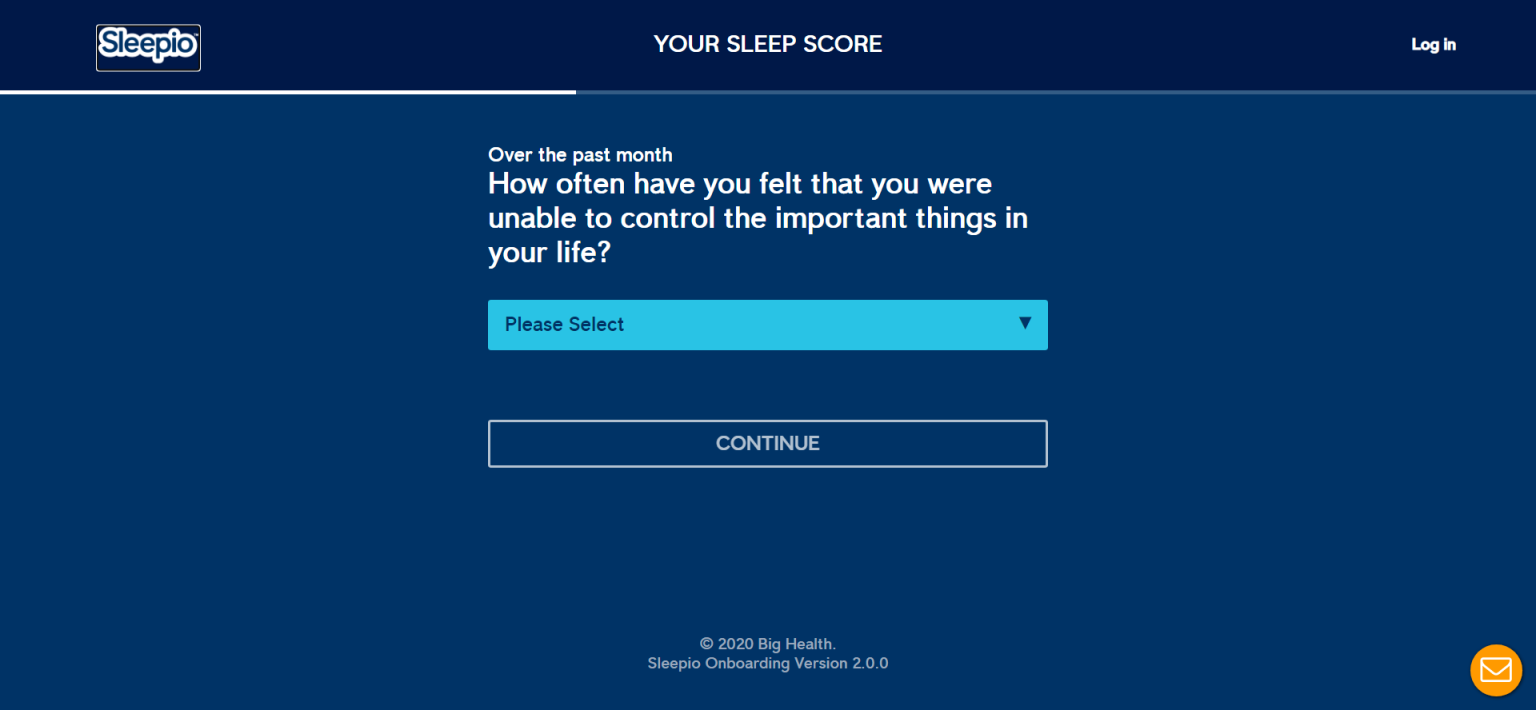 Sleepio™
YOUR SLEEP SCORE
Log in
Over the past month
How often have you felt that you were
unable to control the important things in
your life?
Please Select
CONTINUE
© 2020 Big Health.
Sleepio Onboarding Version 2.0.0